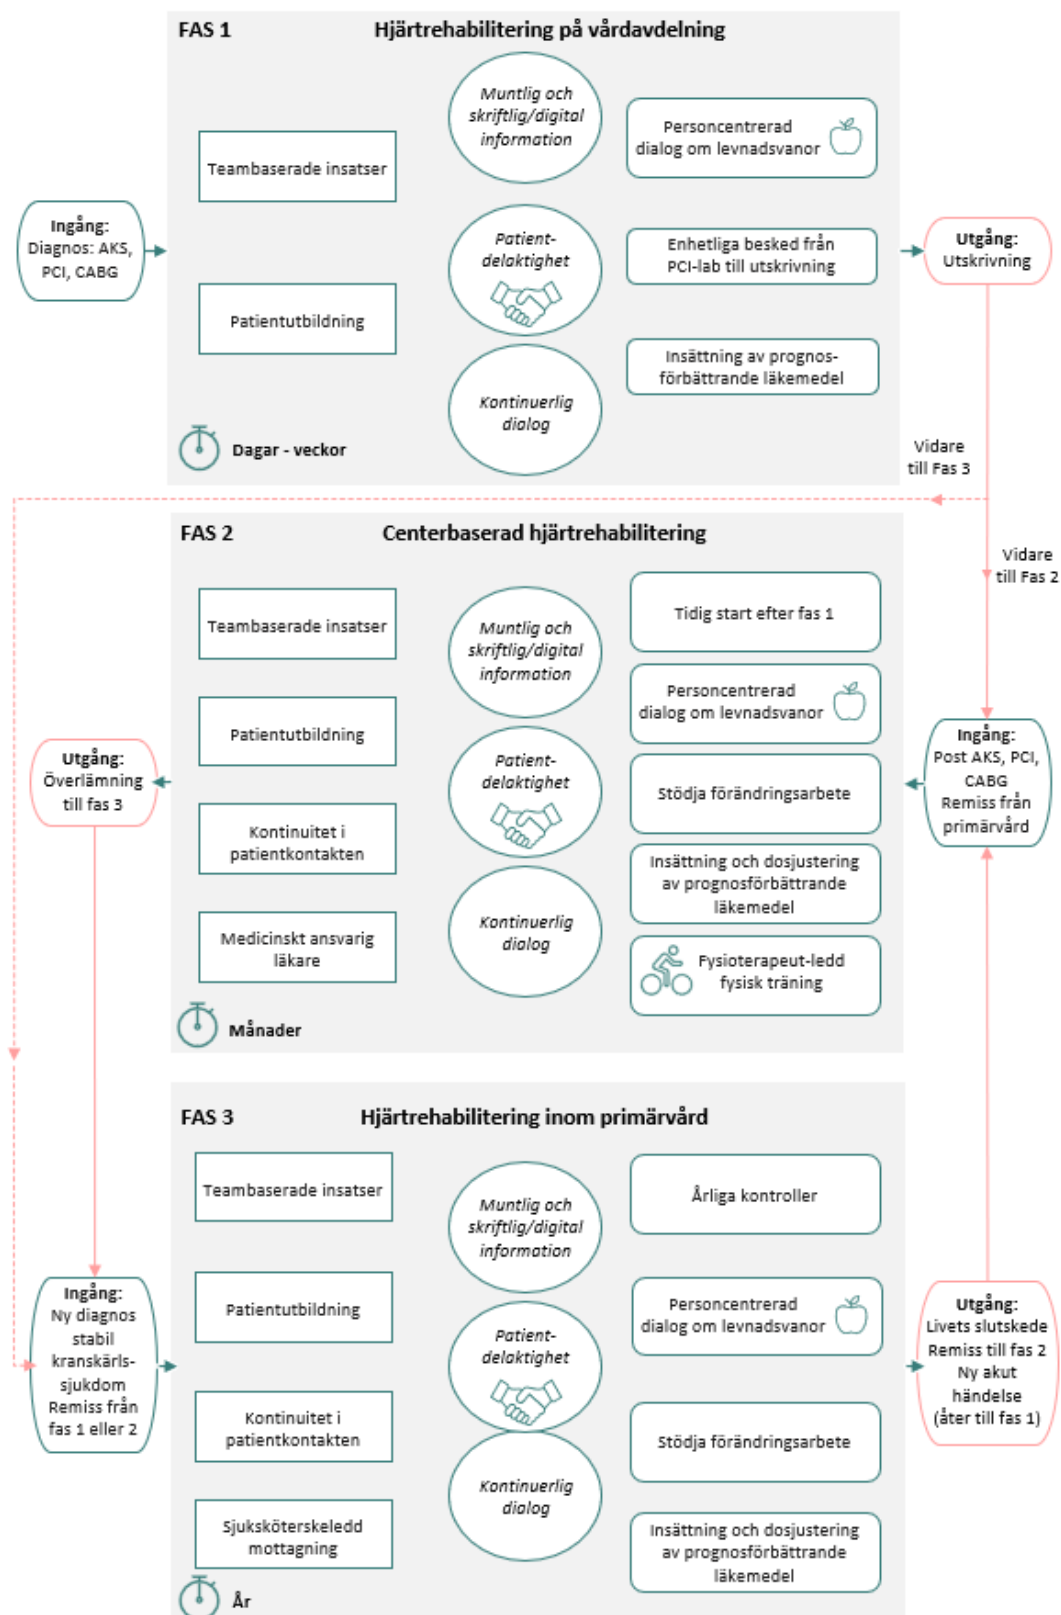 FAS 1
Hjärtrehabilitering på vårdavdelning
Ingång:
Diagnos: AKS,
PCI, CABG
Teambaserade insatser
Patientutbildning
Muntlig och
skriftlig/digital
information
Patient-
delaktighet
Kontinuerlig
dialog
Personcentrerad
dialog om levnadsvanor
Enhetliga besked från
PCI-lab till utskrivning
Insättning av prognos-
förbättrande läkemedel
Dagar - veckor
Utgång:
Utskrivning
Vidare
till Fas 3
Vidare
till Fas 2
FAS 2
Centerbaserad hjärtrehabilitering
Ingång:
Post AKS, PCI,
CABG
Remiss från
primärvård
Teambaserade insatser
Patientutbildning
Kontinuitet i
patientkontakten
Medicinskt ansvarig
läkare
Muntlig och
skriftlig/digital
information
Patient-
delaktighet
Kontinuerlig
dialog
Tidig start efter fas 1
Personcentrerad
dialog om levnadsvanor
Stödja förändringsarbete
Insättning och dosjustering
av prognosförbättrande
läkemedel
Fysioterapeut-ledd
fysisk träning
Månader
Utgång:
Överlämning
till fas 3
FAS 3
Hjärtrehabilitering inom primärvård
Ingång:
Ny diagnos
stabil
kranskärls-
sjukdom
Remiss från
fas 1 eller 2
Teambaserade insatser
Patientutbildning
Kontinuitet i
patientkontakten
Sjuksköterskeledd
mottagning
Muntlig och
skriftlig/digital
information
Patient-
delaktighet
Kontinuerlig
dialog
Årliga kontroller
Personcentrerad
dialog om levnadsvanor
Stödja förändringsarbete
Insättning och dosjustering
av prognosförbättrande
läkemedel
År
Utgång:
Livets slutskede
Remiss till fas 2
Ny akut
händelse
(åter till fas 1)